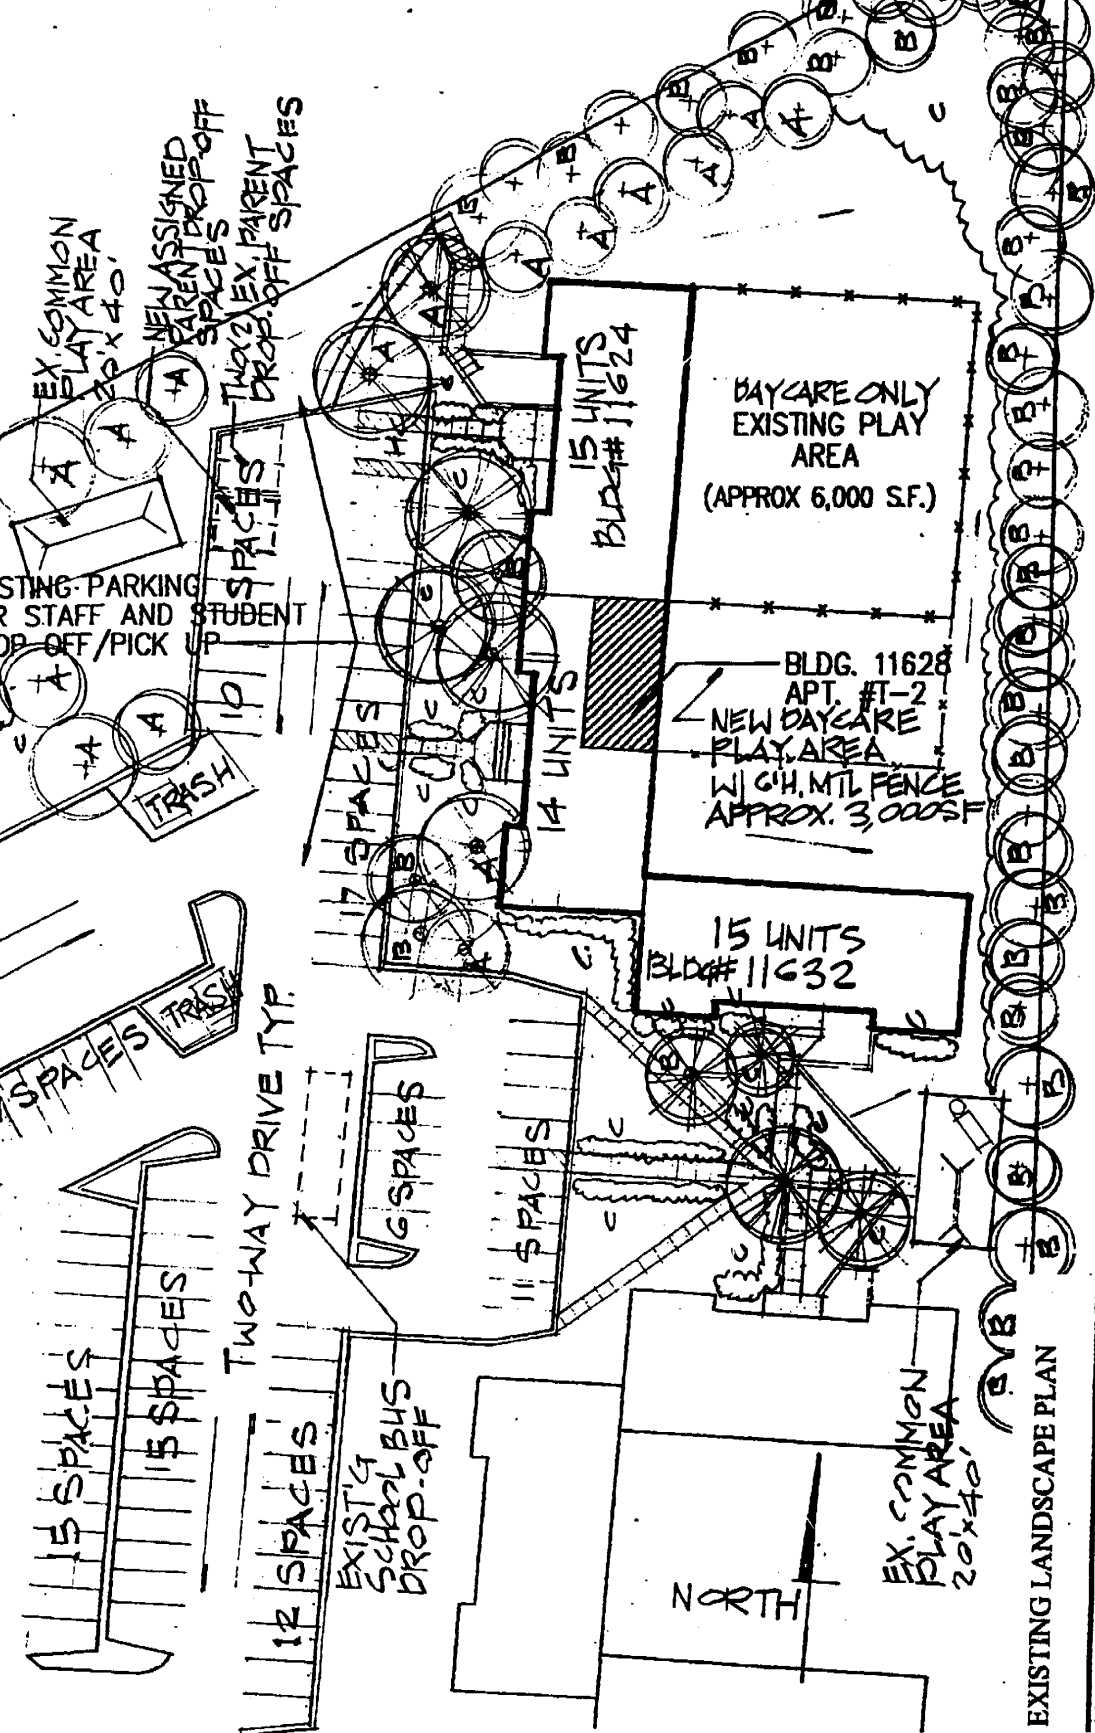 EX. COMMON
PLAY AREA
20' x 40'
NEW ASSIGNED
PARENT DROP-OFF
SPACES
TWO(2) EX. PARENT
DROP-OFF SPACES
STING PARKING
R STAFF AND STUDENT
OP OFF/PICK UP
SPACES
10
HC
17 SPACES
TRASH
TRASH
SPACES
15 UNITS
BLDG# 11624
14 UNITS
DAYCARE ONLY
EXISTING PLAY
AREA
(APPROX 6,000 S.F.)
BLDG. 11628
APT. #T-2
NEW DAYCARE
PLAY AREA
W/ 6'H. MTL FENCE
APPROX. 3,000SF
15 UNITS
BLDG# 11632
TWO-WAY DRIVE TYP.
6 SPACES
11 SPACES
15 SPACES
15 SPACES
12 SPACES
EXIST'G
SCHOOL BUS
DROP-OFF
NORTH
EX. COMMON
PLAY AREA
20' x 40'
EXISTING LANDSCAPE PLAN